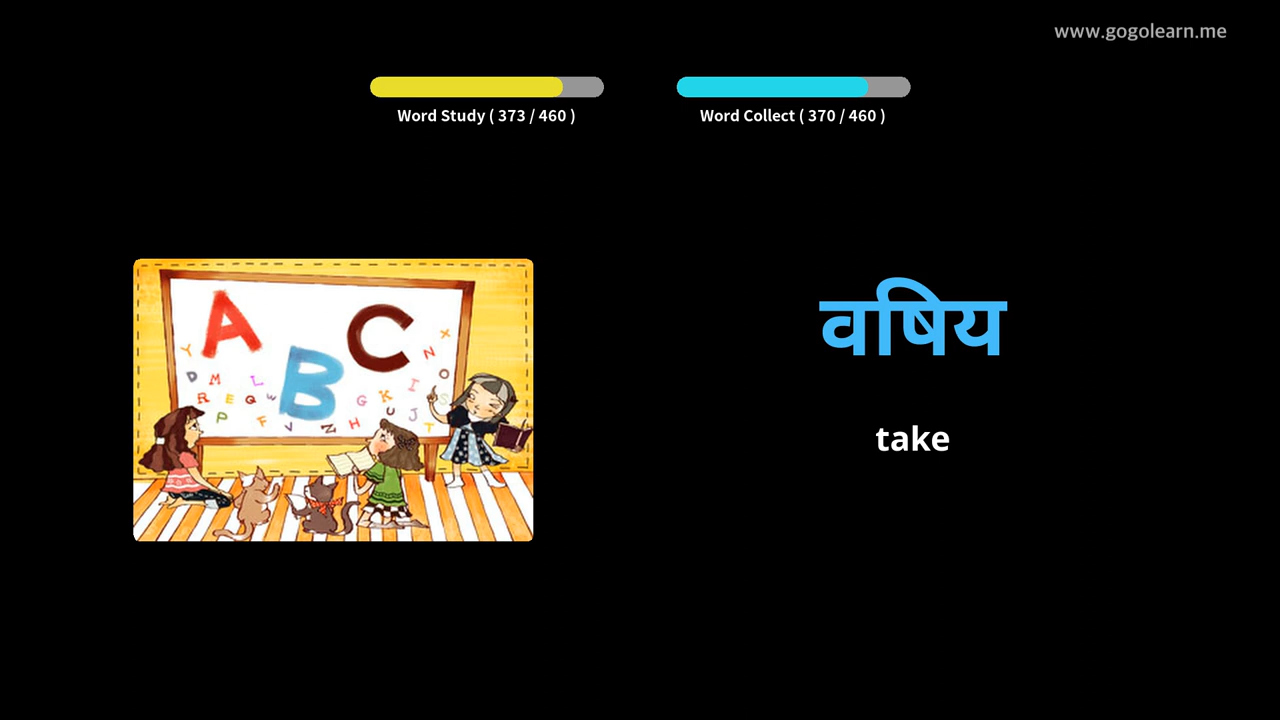 www.gogolearn.me
Word Study ( 373 / 460 )
Word Collect ( 370 / 460 )
A B C
Y D M L R E Q W P F V Z H G K U J I N X O S T
वषिय
take